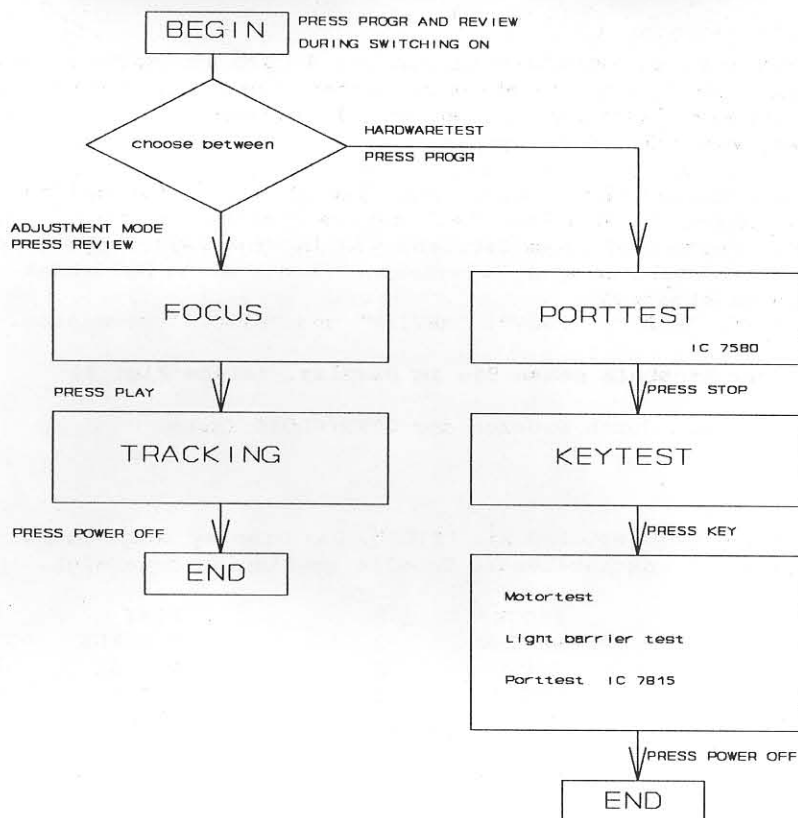 BEGIN
PRESS PROGR AND REVIEW
DURING SWITCHING ON
choose between
HARDWARETEST
PRESS PROGR
ADJUSTMENT MODE
PRESS REVIEW
FOCUS
PORTTEST
IC 7580
PRESS PLAY
PRESS STOP
TRACKING
KEYTEST
PRESS POWER OFF
PRESS KEY
END
Motortest
Light barrier test
Porttest IC 7815
PRESS POWER OFF
END